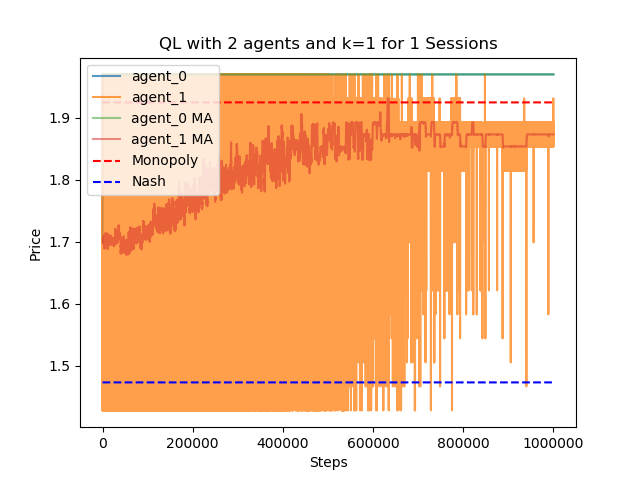 QL with 2 agents and k=1 for 1 Sessions
agent_0
agent_1
agent_0 MA
agent_1 MA
Monopoly
Nash
1.9
1.8
1.7
1.6
1.5
Price
0
200000
400000
600000
800000
1000000
Steps